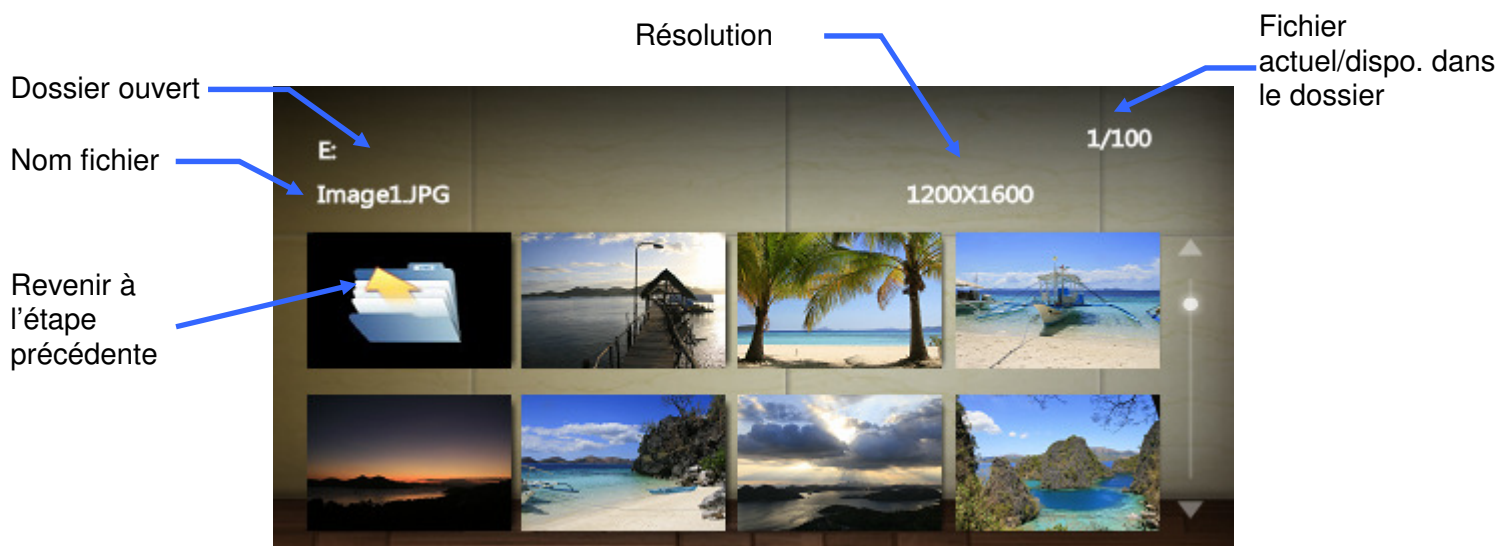 Résolution
Fichier
actuel/dispo. dans
le dossier
Dossier ouvert
Nom fichier
E:
1/100
Image1.JPG
1200X1600
Revenir à
l'étape
précédente